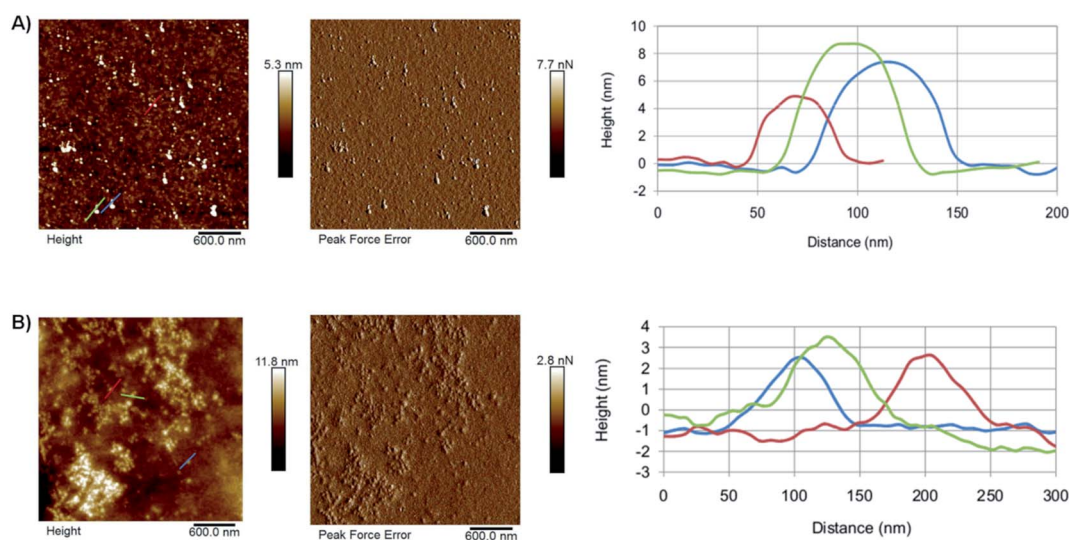 A)
Height
600.0 nm
5.3 nm
Peak Force Error
600.0 nm
7.7 nN
Height (nm)
10
8
6
4
2
0
-2
0 50 100 150 200
Distance (nm)
B)
Height
600.0 nm
11.8 nm
Peak Force Error
600.0 nm
2.8 nN
Height (nm)
4
3
2
1
0
-1
-2
-3
0 50 100 150 200 250 300
Distance (nm)